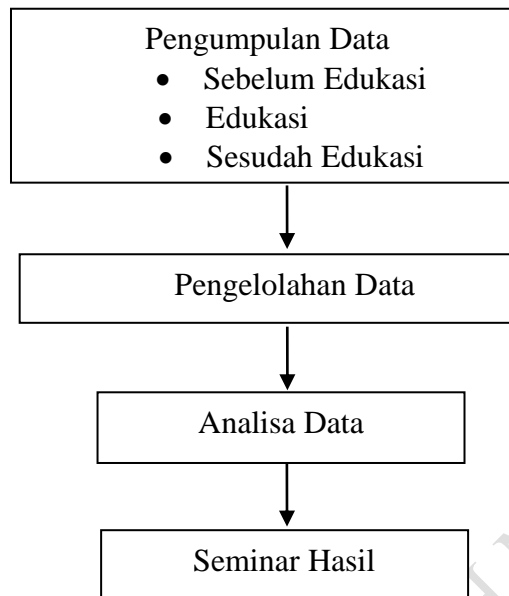 Pengumpulan Data
• Sebelum Edukasi
• Edukasi
• Sesudah Edukasi
Pengelolahan Data
Analisa Data
Seminar Hasil